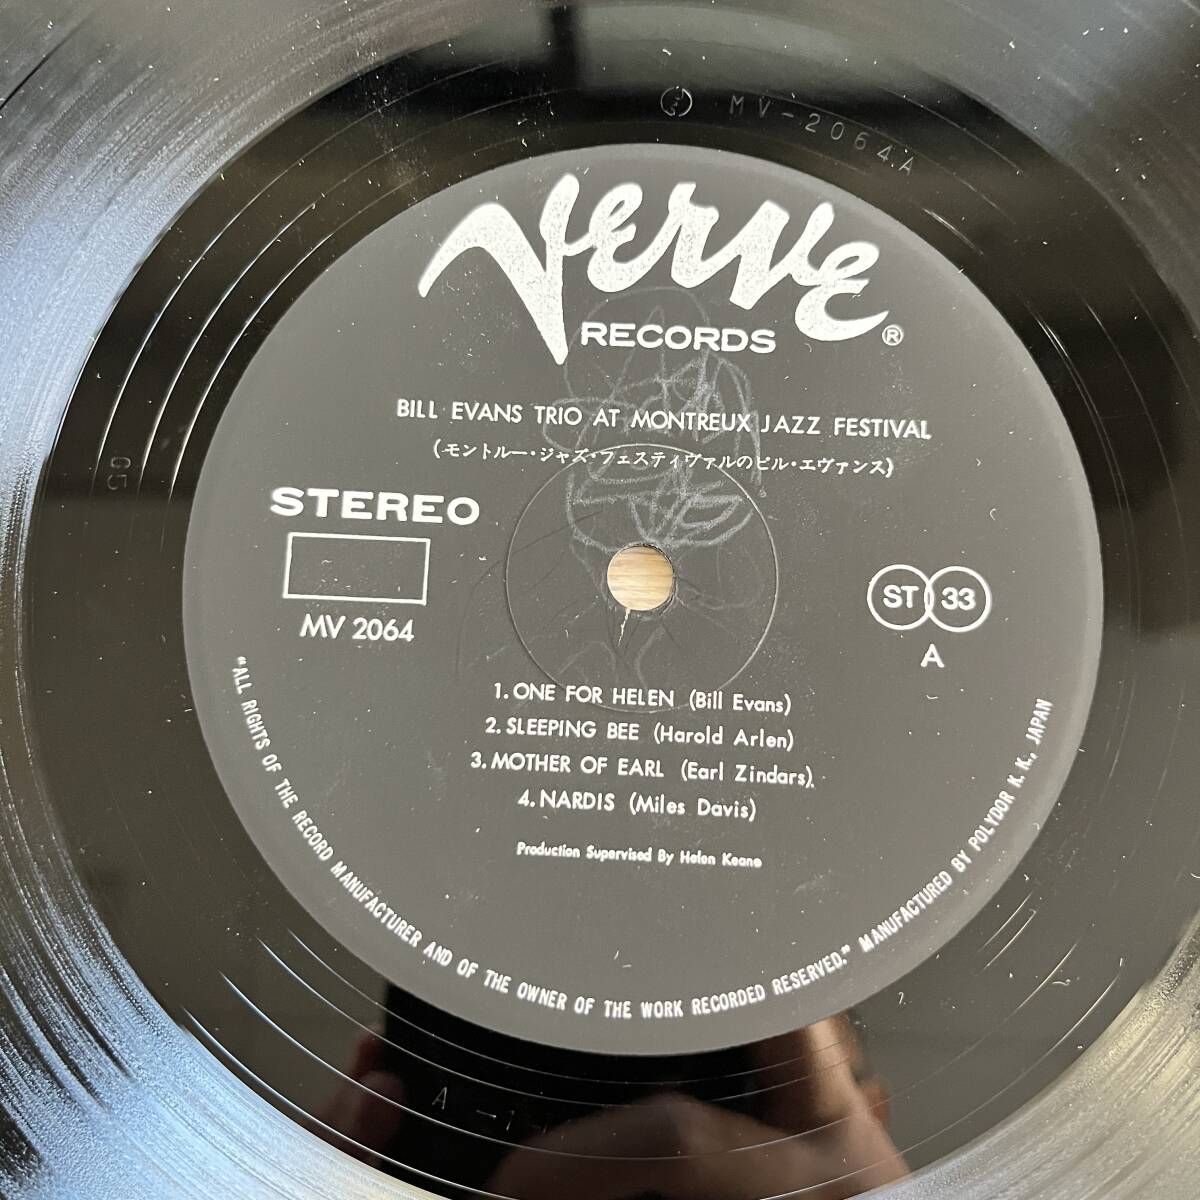 MV-2064A
Verve
RECORDS ®
BILL EVANS TRIO AT MONTREUX JAZZ FESTIVAL
(モントルー・ジャズ・フェスティヴァルのビル・エヴァンス)
STEREO
MV 2064
ST 33
A
1. ONE FOR HELEN (Bill Evans)
2. SLEEPING BEE (Harold Arlen)
3. MOTHER OF EARL (Earl Zindars)
4. NARDIS (Miles Davis)
Production Supervised By Helen Keane
"ALL RIGHTS OF THE RECORD MANUFACTURER AND OF THE OWNER OF THE WORK RECORDED RESERVED." MANUFACTURED BY POLYDOR K. K., JAPAN
A-1